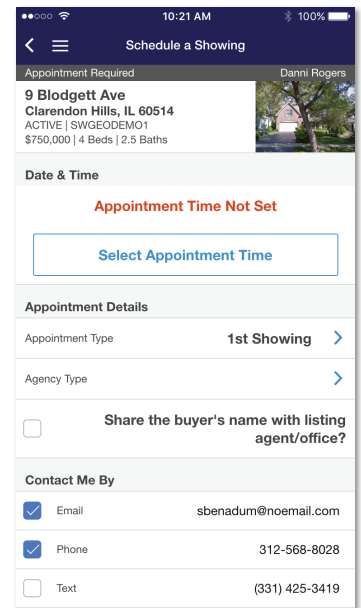 10:21 AM 100%
Schedule a Showing
Appointment Required Danni Rogers
9 Blodgett Ave
Clarendon Hills, IL 60514
ACTIVE | SWGEODEMO1
$750,000 | 4 Beds | 2.5 Baths
Date & Time
Appointment Time Not Set
Select Appointment Time
Appointment Details
Appointment Type 1st Showing
Agency Type
Share the buyer's name with listing
agent/office?
Contact Me By
Email sbenadum@noemail.com
Phone 312-568-8028
Text (331) 425-3419